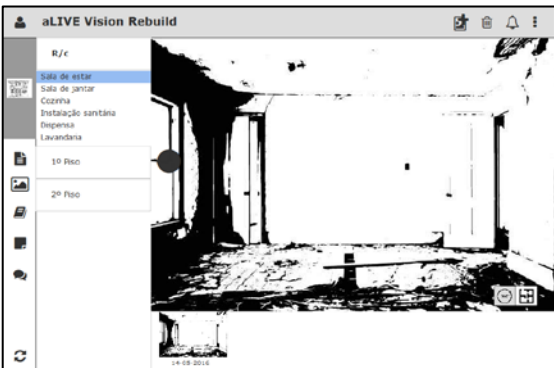 aLIVE Vision Rebuild
R/c
Sala de estar
Sala de jantar
Cozinha
Instalação sanitária
Dispensa
Lavandaria
1º Piso
2º Piso
14-05-2016